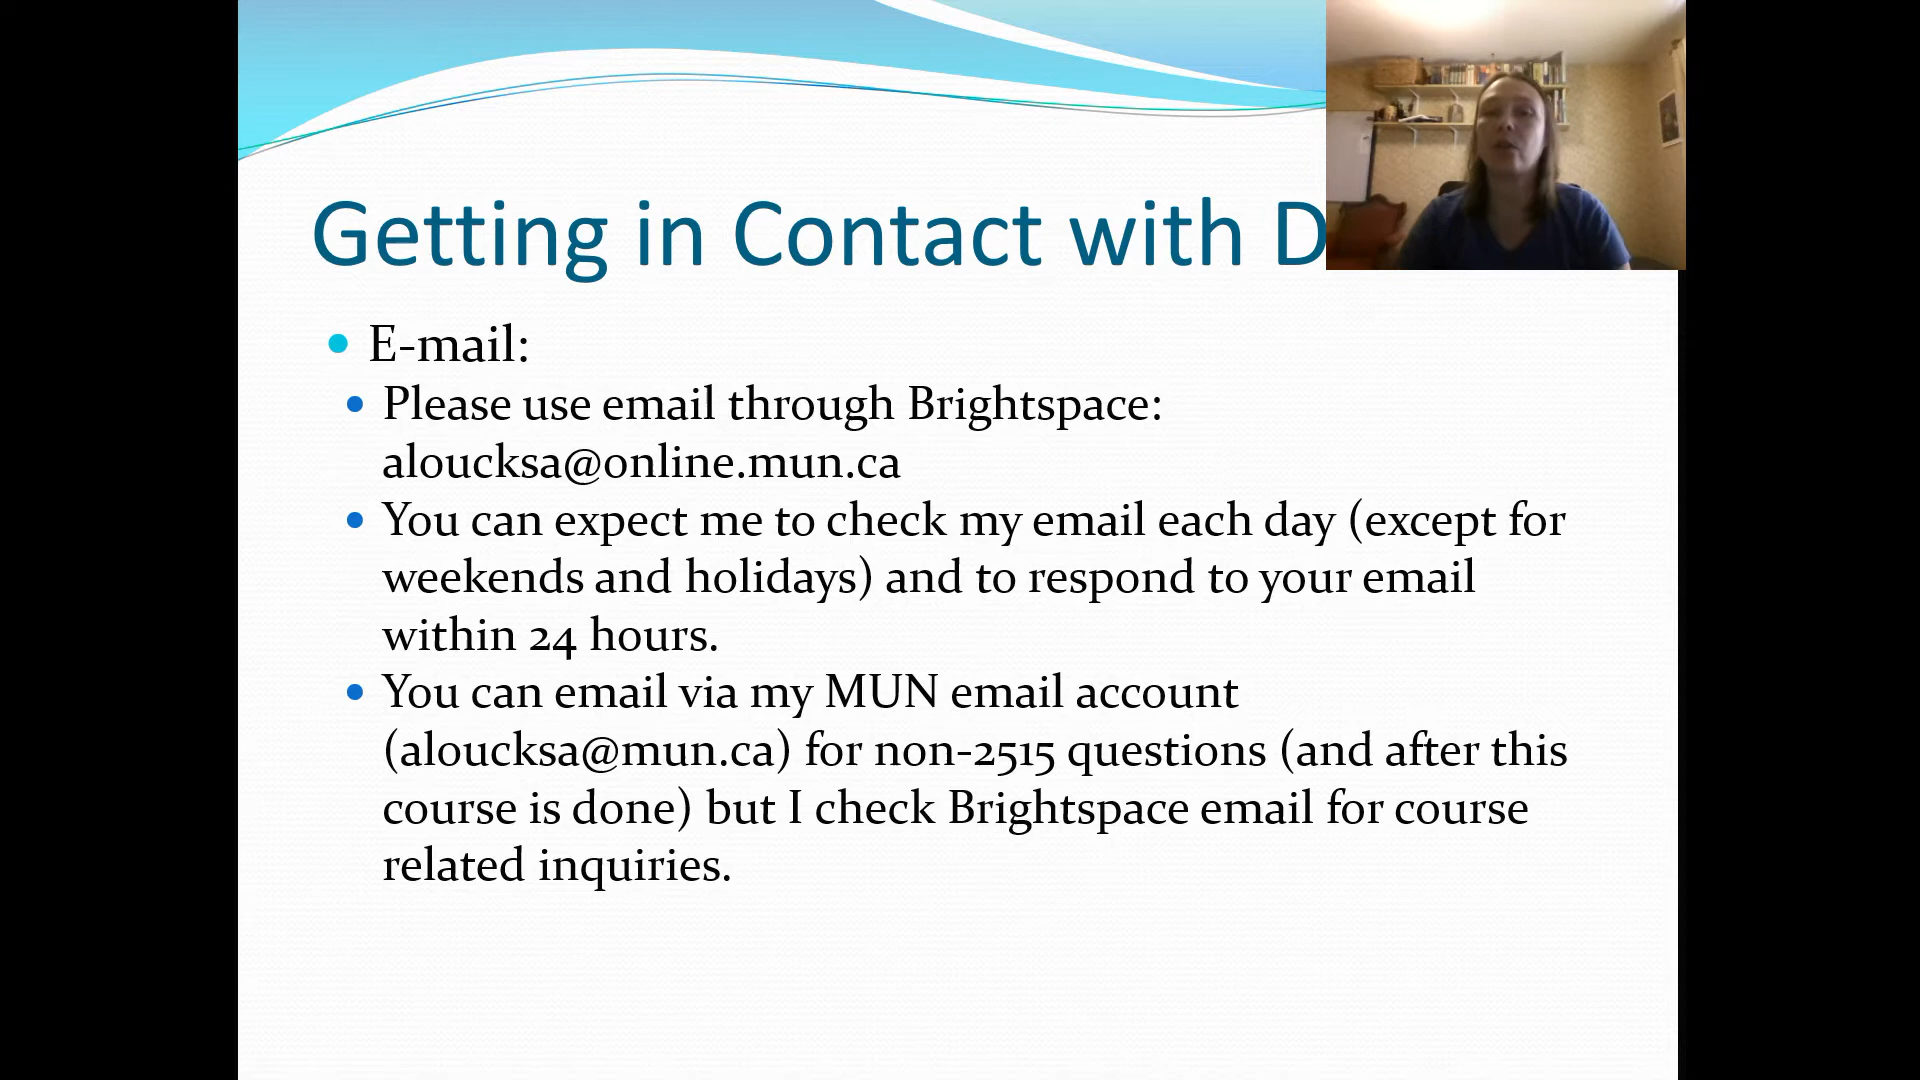 Getting in Contact with D
E-mail:
Please use email through Brightspace:
aloucksa@online.mun.ca
You can expect me to check my email each day (except for
weekends and holidays) and to respond to your email
within 24 hours.
You can email via my MUN email account
(aloucksa@mun.ca) for non-2515 questions (and after this
course is done) but I check Brightspace email for course
related inquiries.